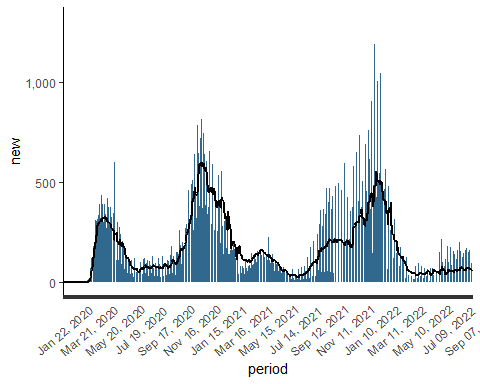 new
1,000
500
0
Jan 22, 2020
Mar 21, 2020
May 20, 2020
Jul 19, 2020
Sep 17, 2020
Nov 16, 2020
Jan 15, 2021
Mar 16, 2021
May 15, 2021
Jul 14, 2021
Sep 12, 2021
Nov 11, 2021
Jan 10, 2022
Mar 11, 2022
May 10, 2022
Jul 09, 2022
Sep 07,
period